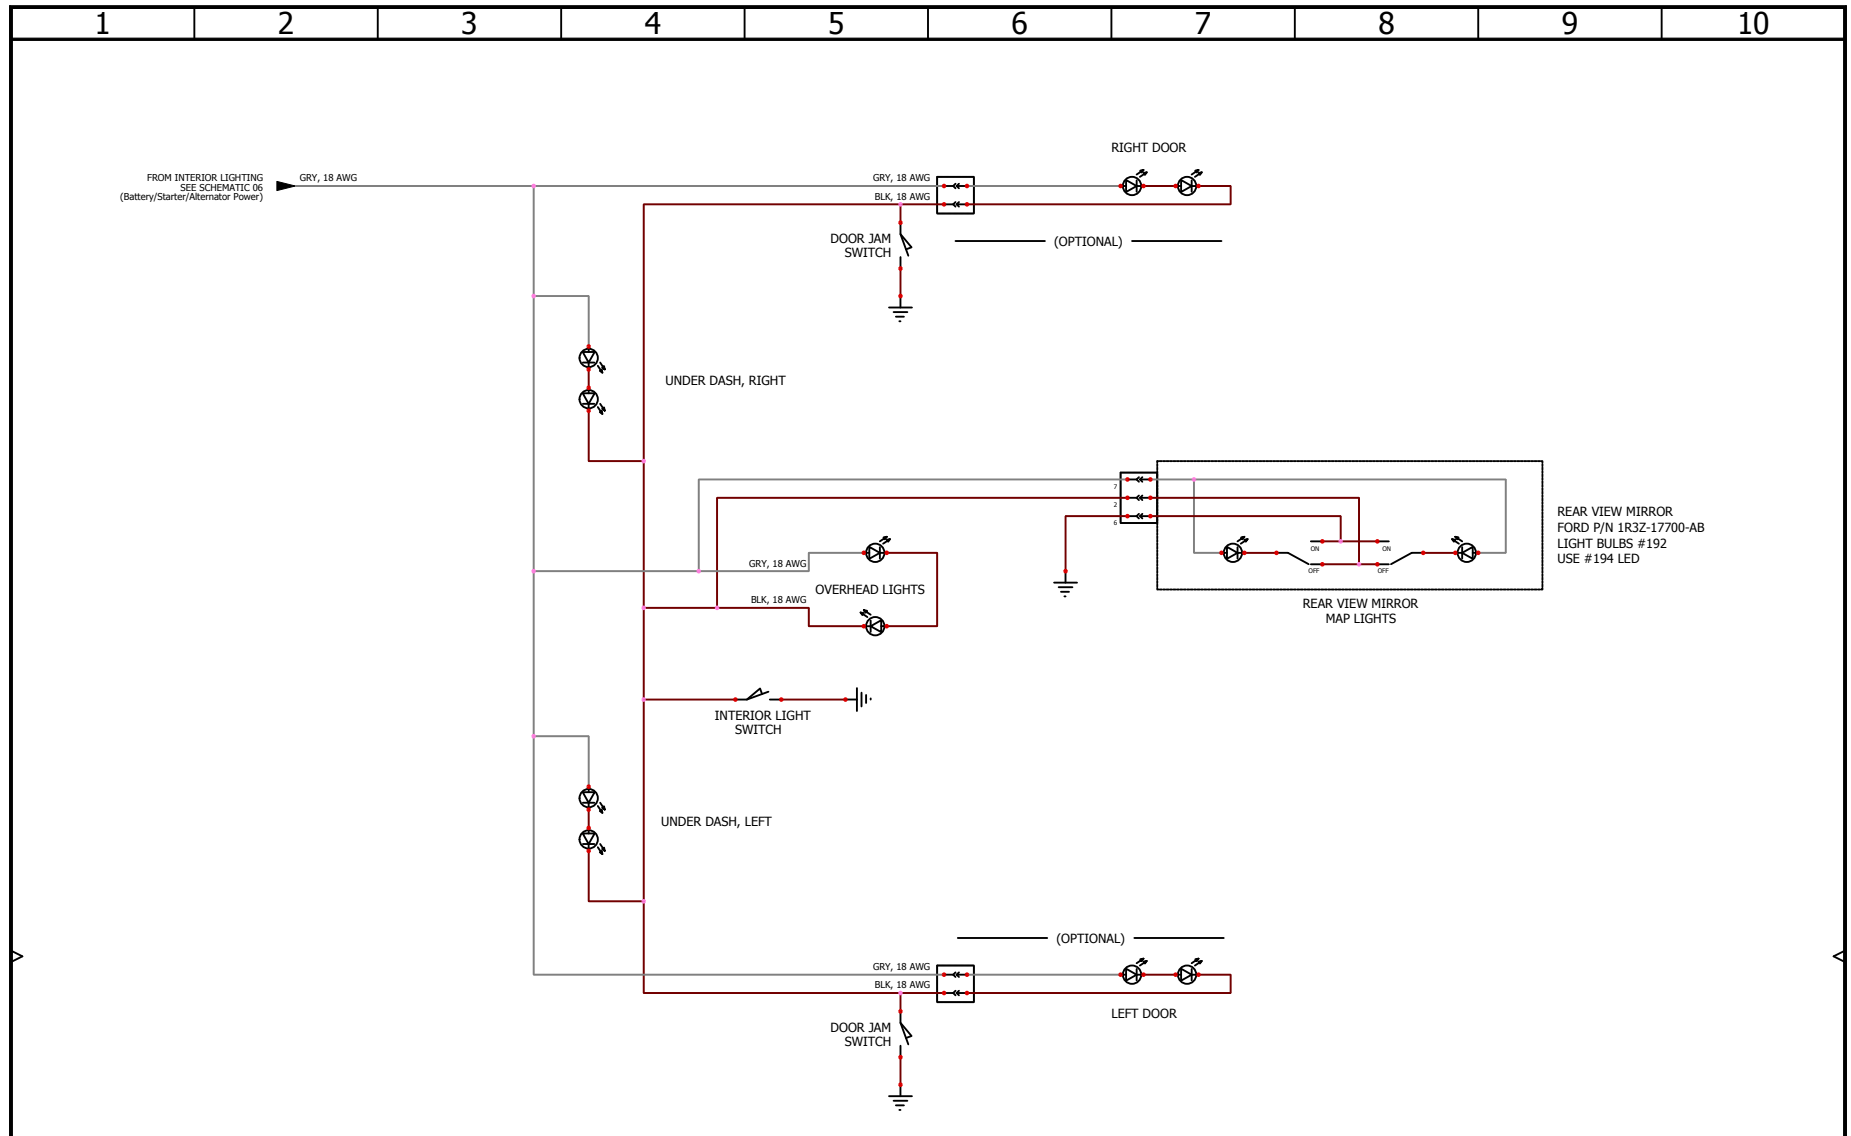 1 2 3 4 5 6 7 8 9 10
RIGHT DOOR
FROM INTERIOR LIGHTING
SEE SCHEMATIC 06
(Battery/Starter/Alternator Power)
GRY, 18 AWG
GRY, 18 AWG
BLK, 18 AWG
DOOR JAM
SWITCH
(OPTIONAL)
UNDER DASH, RIGHT
7
2
6
ON
ON
OFF
OFF
REAR VIEW MIRROR
FORD P/N 1R3Z-17700-AB
LIGHT BULBS #192
USE #194 LED
GRY, 18 AWG
OVERHEAD LIGHTS
BLK, 18 AWG
REAR VIEW MIRROR
MAP LIGHTS
INTERIOR LIGHT
SWITCH
UNDER DASH, LEFT
(OPTIONAL)
GRY, 18 AWG
BLK, 18 AWG
LEFT DOOR
DOOR JAM
SWITCH